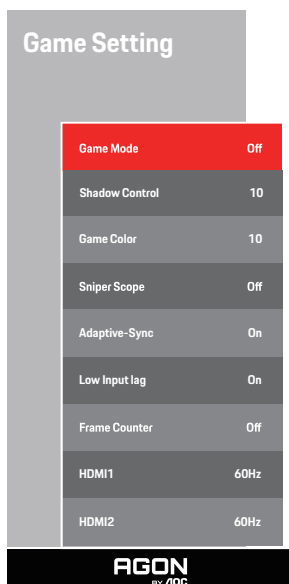 Game Setting
Game Mode Off
Shadow Control 10
Game Color 10
Sniper Scope Off
Adaptive-Sync On
Low Input lag On
Frame Counter Off
HDMI1 60Hz
HDMI2 60Hz
AGON
BY AOC